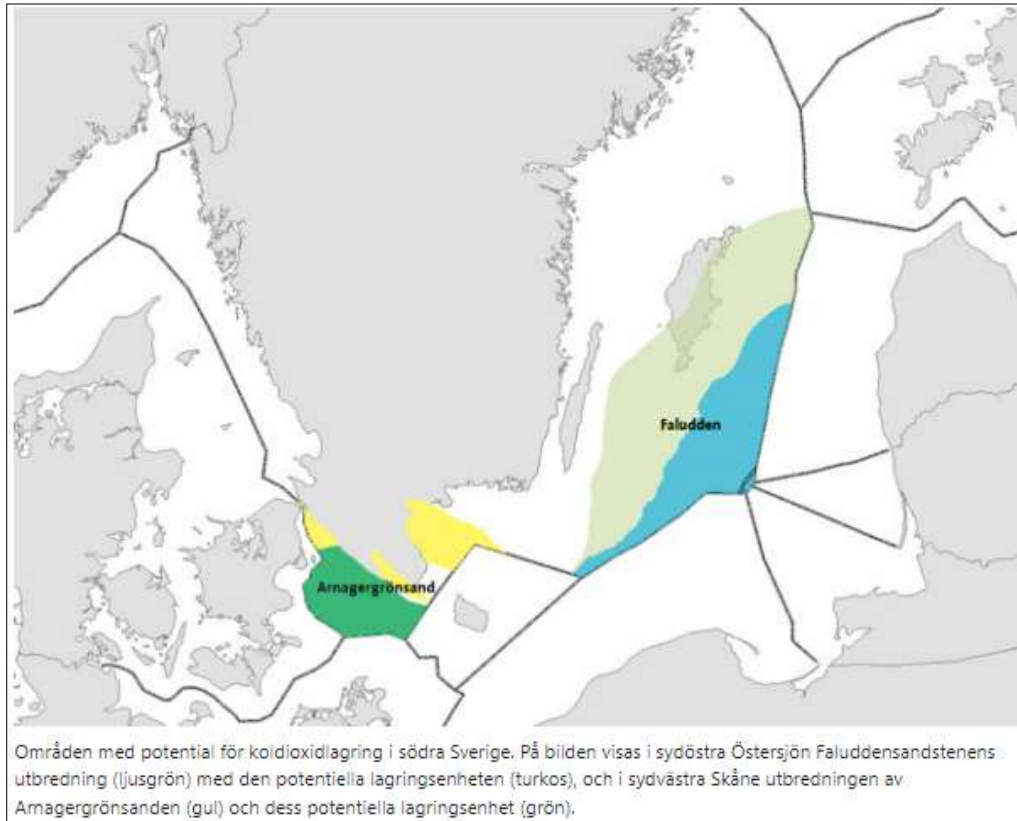 Faludden
Arnagergrönsand
Områden med potential för koldioxidlagring i södra Sverige. På bilden visas i sydöstra Östersjön Faluddensandstenens
utbredning (ljusgrön) med den potentiella lagringsenheten (turkos), och i sydvästra Skåne utbredningen av
Arnagergrönsanden (gul) och dess potentiella lagringsenhet (grön).